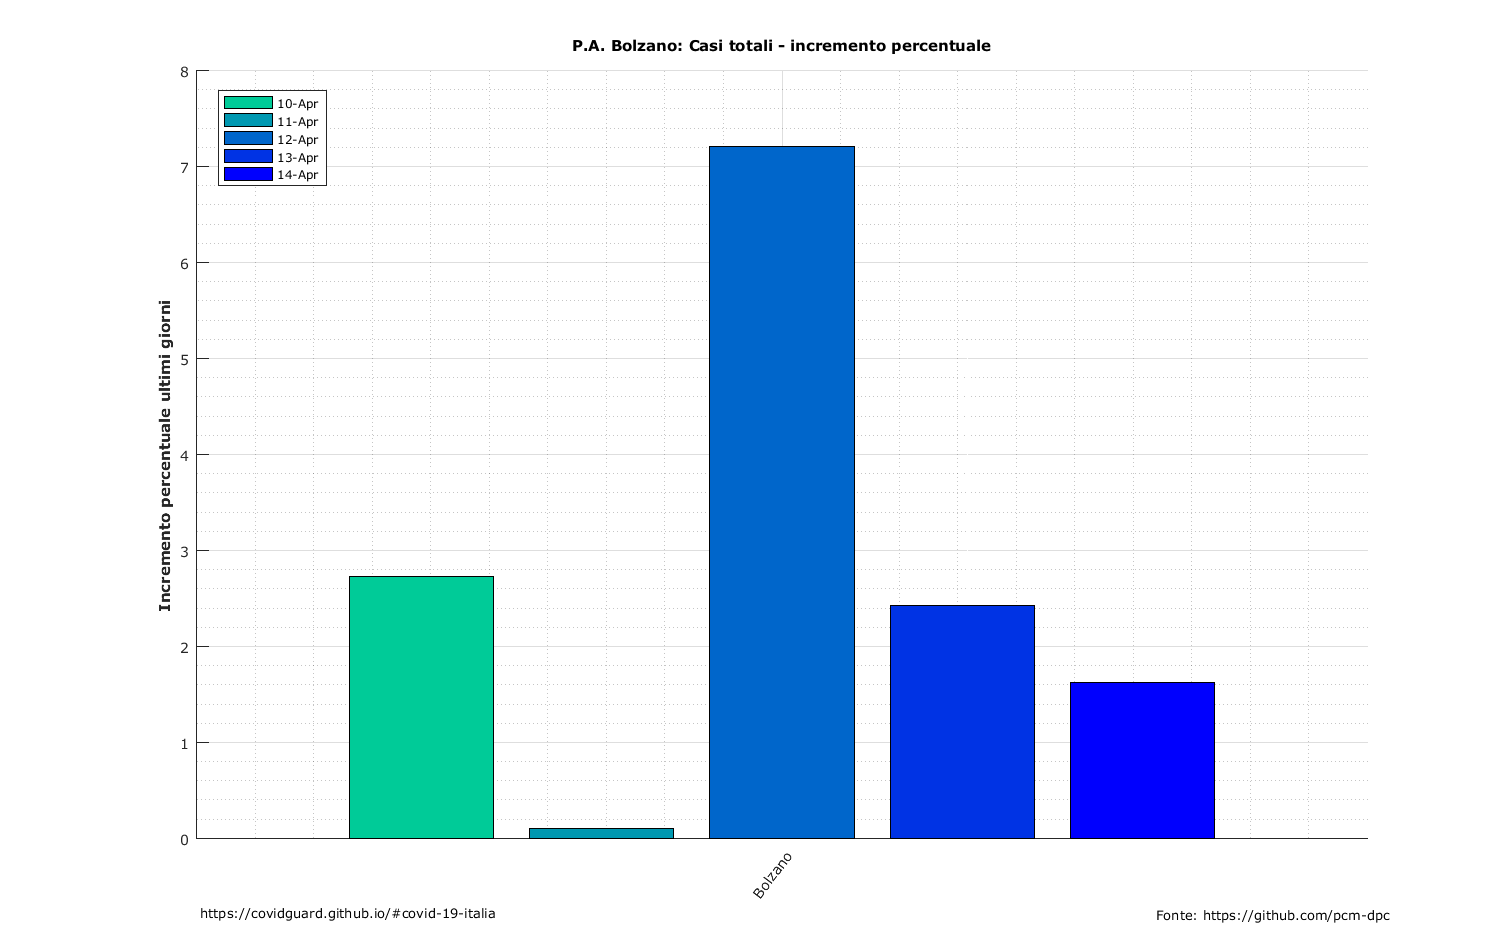 P.A. Bolzano: Casi totali - incremento percentuale
8
7
6
5
4
3
2
1
0
Incremento percentuale ultimi giorni
10-Apr
11-Apr
12-Apr
13-Apr
14-Apr
Bolzano
https://covidguard.github.io/#covid-19-italia
Fonte: https://github.com/pcm-dpc